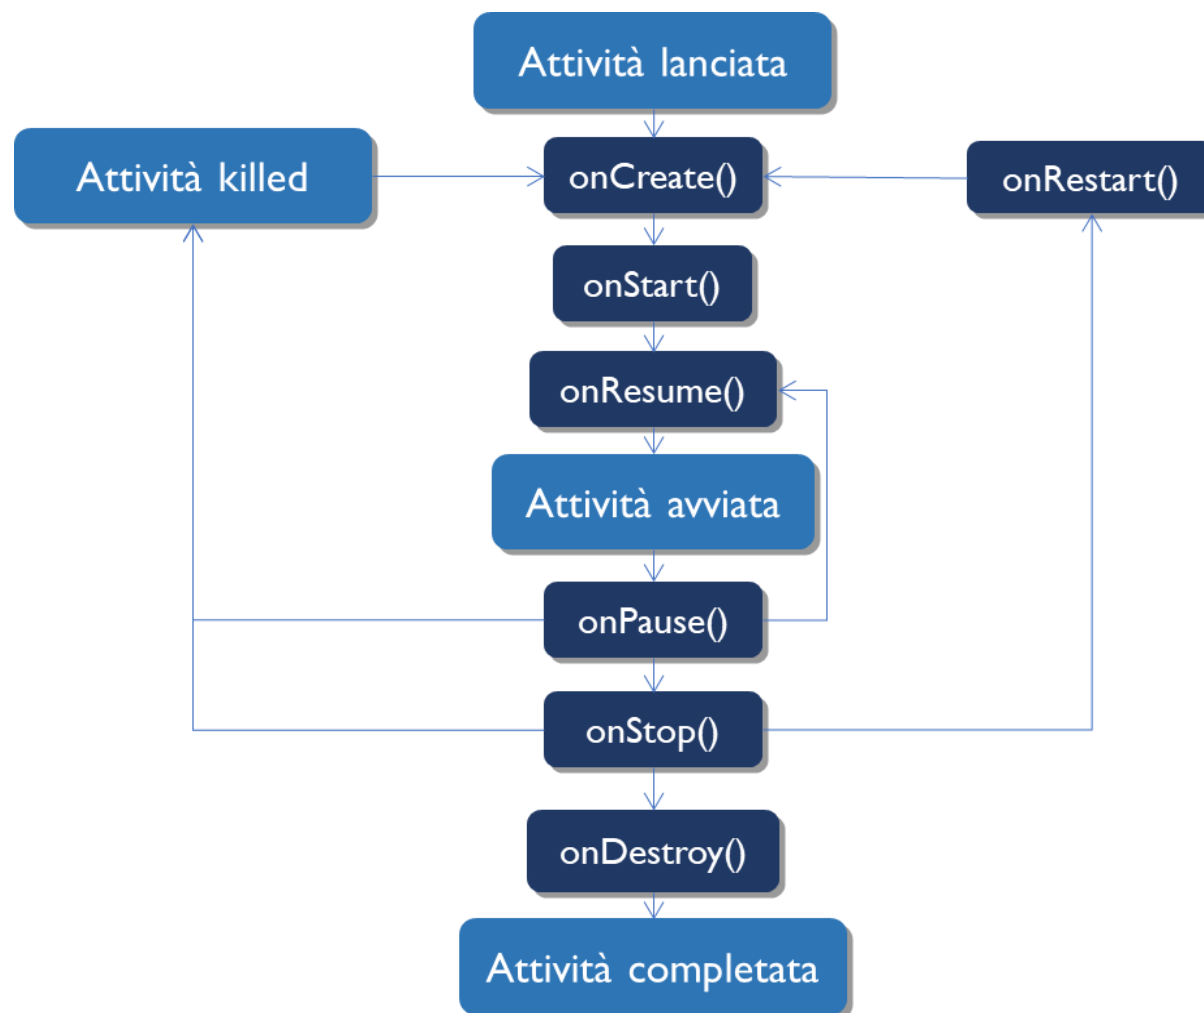 Attività lanciata
Attività killed
onCreate()
onRestart()
onStart()
onResume()
Attività avviata
onPause()
onStop()
onDestroy()
Attività completata